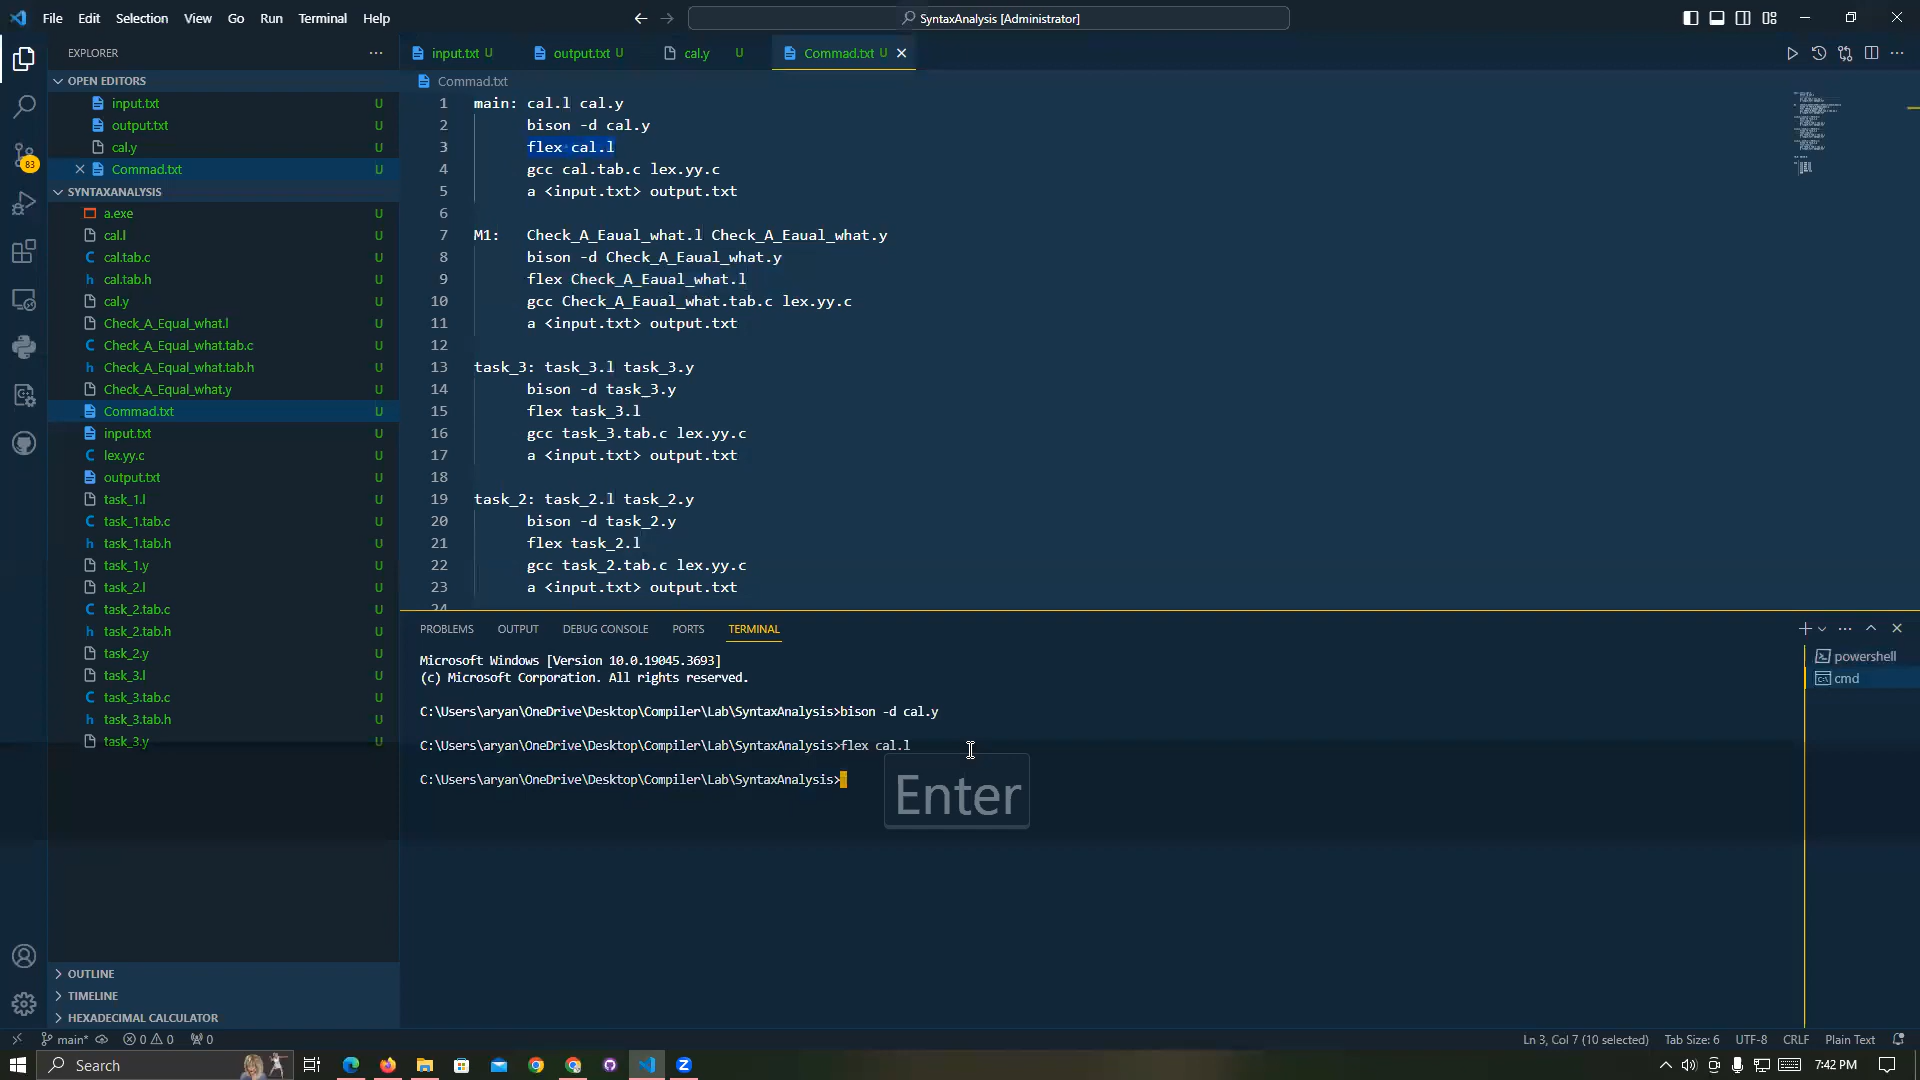 File Edit Selection View Go Run Terminal Help
SyntaxAnalysis [Administrator]
EXPLORER
OPEN EDITORS
input.txt U
output.txt U
cal.y U
Commad.txt U
SYNTAXANALYSIS
a.exe U
cal.l U
cal.tab.c U
cal.tab.h U
cal.y U
Check_A_Equal_what.l U
Check_A_Equal_what.tab.c U
Check_A_Equal_what.tab.h U
Check_A_Equal_what.y U
Commad.txt U
input.txt U
lex.yy.c U
output.txt U
task_1.l U
task_1.tab.c U
task_1.tab.h U
task_1.y U
task_2.l U
task_2.tab.c U
task_2.tab.h U
task_2.y U
task_3.l U
task_3.tab.c U
task_3.tab.h U
task_3.y U
OUTLINE
TIMELINE
HEXADECIMAL CALCULATOR
83
input.txt U output.txt U cal.y U Commad.txt U
Commad.txt
1 main: cal.l cal.y
2 bison -d cal.y
3 flex cal.l
4 gcc cal.tab.c lex.yy.c
5 a <input.txt> output.txt
6
7 M1: Check_A_Eaual_what.l Check_A_Eaual_what.y
8 bison -d Check_A_Eaual_what.y
9 flex Check_A_Eaual_what.l
10 gcc Check_A_Eaual_what.tab.c lex.yy.c
11 a <input.txt> output.txt
12
13 task_3: task_3.l task_3.y
14 bison -d task_3.y
15 flex task_3.l
16 gcc task_3.tab.c lex.yy.c
17 a <input.txt> output.txt
18
19 task_2: task_2.l task_2.y
20 bison -d task_2.y
21 flex task_2.l
22 gcc task_2.tab.c lex.yy.c
23 a <input.txt> output.txt
24
PROBLEMS OUTPUT DEBUG CONSOLE PORTS TERMINAL
Microsoft Windows [Version 10.0.19045.3693]
(c) Microsoft Corporation. All rights reserved.
C:\Users\aryan\OneDrive\Desktop\Compiler\Lab\SyntaxAnalysis>bison -d cal.y
C:\Users\aryan\OneDrive\Desktop\Compiler\Lab\SyntaxAnalysis>flex cal.l
C:\Users\aryan\OneDrive\Desktop\Compiler\Lab\SyntaxAnalysis>
Enter
powershell
cmd
main* 0 0 0
Ln 3, Col 7 (10 selected) Tab Size: 6 UTF-8 CRLF Plain Text
Search
7:42 PM